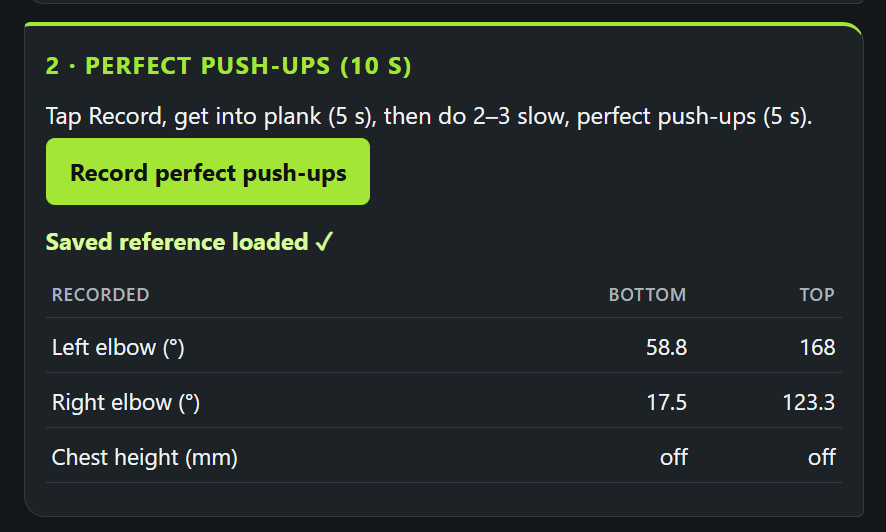 2 · PERFECT PUSH-UPS (10 S)
Tap Record, get into plank (5 s), then do 2–3 slow, perfect push-ups (5 s).
Record perfect push-ups
Saved reference loaded ✓
RECORDED BOTTOM TOP
Left elbow (°) 58.8 168
Right elbow (°) 17.5 123.3
Chest height (mm) off off